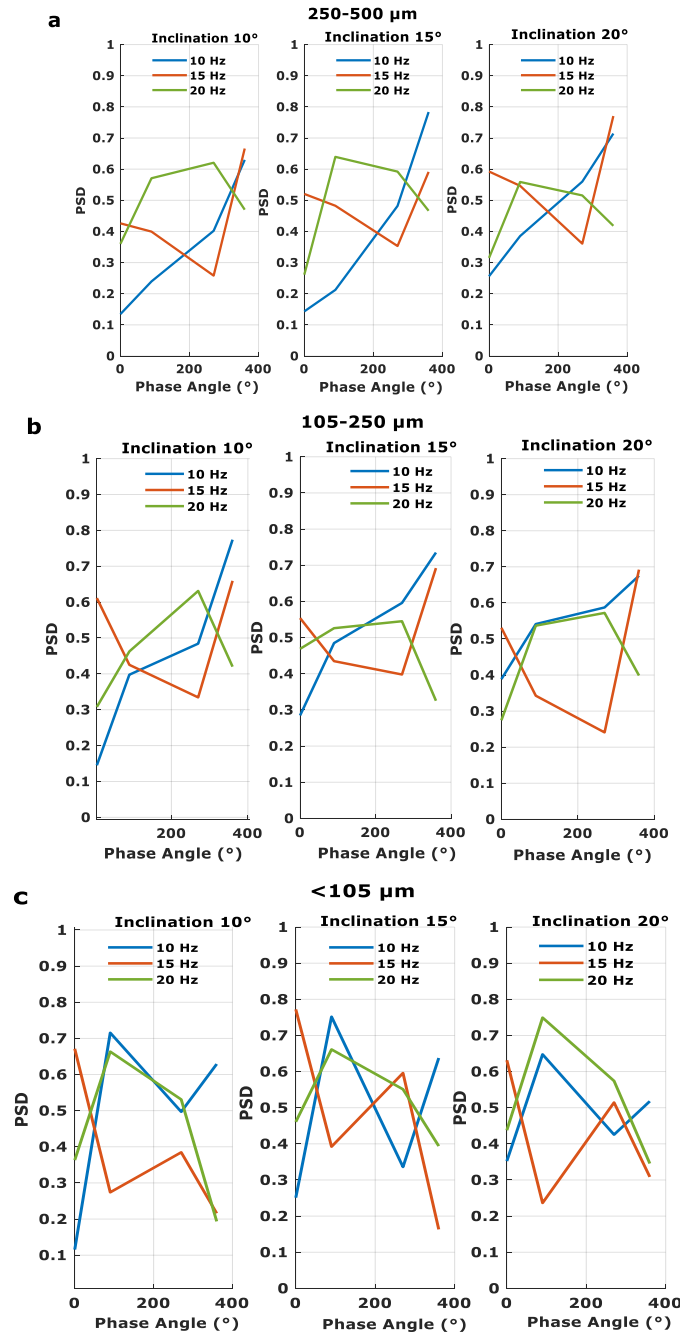 a
250-500 μm
Inclination 10°
10 Hz
15 Hz
20 Hz
1
0.9
0.8
0.7
0.6
0.5
0.4
0.3
0.2
0.1
0
PSD
0 200 400
Phase Angle (°)
Inclination 15°
10 Hz
15 Hz
20 Hz
1
0.9
0.8
0.7
0.6
0.5
0.4
0.3
0.2
0.1
0
PSD
0 200 400
Phase Angle (°)
Inclination 20°
10 Hz
15 Hz
20 Hz
1
0.9
0.8
0.7
0.6
0.5
0.4
0.3
0.2
0.1
0
PSD
0 200 400
Phase Angle (°)
b
105-250 μm
Inclination 10°
10 Hz
15 Hz
20 Hz
1
0.9
0.8
0.7
0.6
0.5
0.4
0.3
0.2
0.1
0
PSD
200 400
Phase Angle (°)
Inclination 15°
10 Hz
15 Hz
20 Hz
1
0.9
0.8
0.7
0.6
0.5
0.4
0.3
0.2
0.1
0
PSD
0 200 400
Phase Angle (°)
Inclination 20°
10 Hz
15 Hz
20 Hz
1
0.9
0.8
0.7
0.6
0.5
0.4
0.3
0.2
0.1
0
PSD
0 200 400
Phase Angle (°)
c
<105 μm
Inclination 10°
10 Hz
15 Hz
20 Hz
1
0.9
0.8
0.7
0.6
0.5
0.4
0.3
0.2
0.1
PSD
0 200 400
Phase Angle (°)
Inclination 15°
10 Hz
15 Hz
20 Hz
1
0.9
0.8
0.7
0.6
0.5
0.4
0.3
0.2
0.1
0
PSD
0 200 400
Phase Angle (°)
Inclination 20°
10 Hz
15 Hz
20 Hz
1
0.9
0.8
0.7
0.6
0.5
0.4
0.3
0.2
0.1
0
PSD
0 200 400
Phase Angle (°)